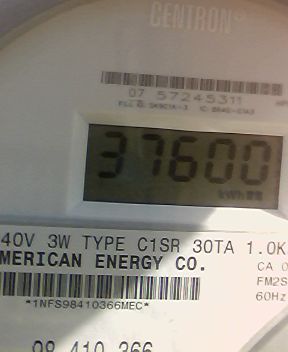 CENTRON
07 57245311
37600
kWh
40V 3W TYPE C1SR 30TA 1.0K
MERICAN ENERGY CO.
CA 0
FM2S
60Hz
*1NFS98410366MEC*
98 410 366